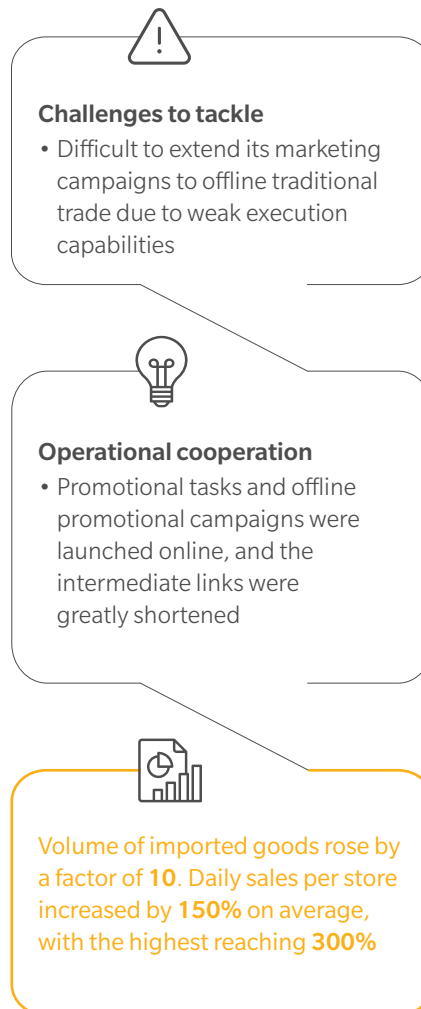 Challenges to tackle
• Difficult to extend its marketing
campaigns to offline traditional
trade due to weak execution
capabilities
Operational cooperation
• Promotional tasks and offline
promotional campaigns were
launched online, and the
intermediate links were
greatly shortened
Volume of imported goods rose by
a factor of 10. Daily sales per store
increased by 150% on average,
with the highest reaching 300%